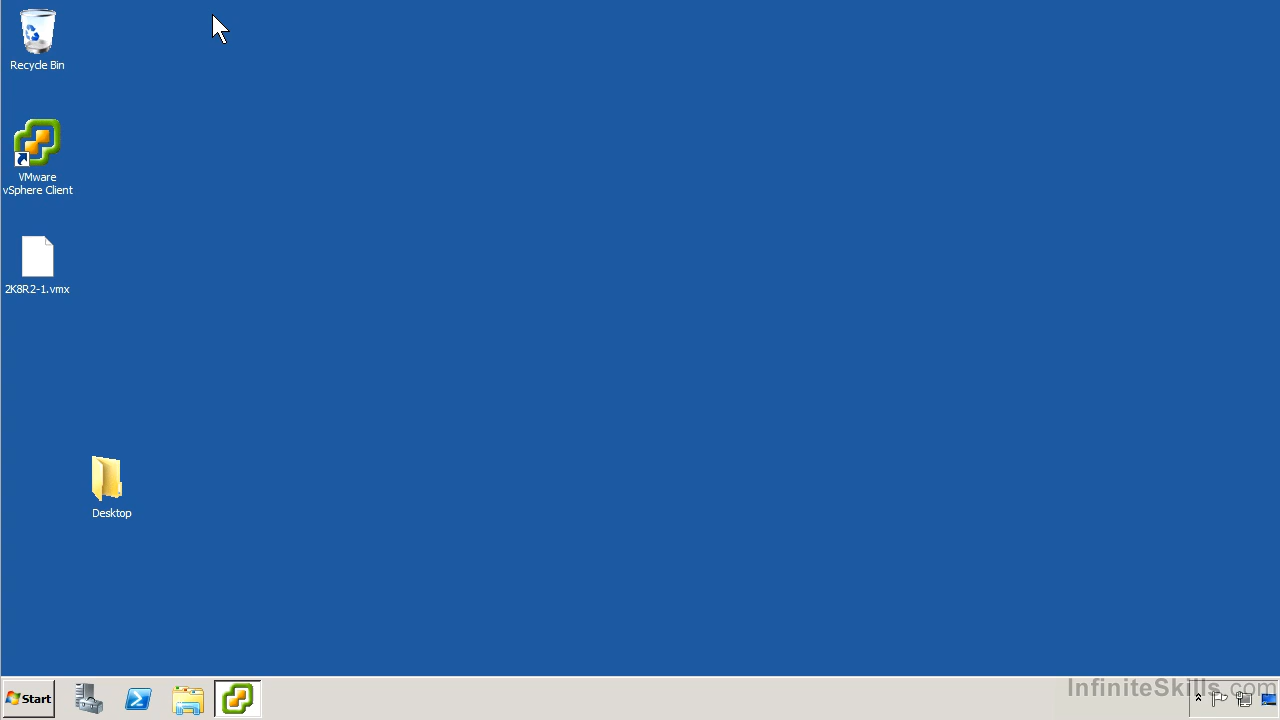 Recycle Bin
VMware
vSphere Client
2K8R2-1.vmx
Desktop
Start
InfiniteSkills.com